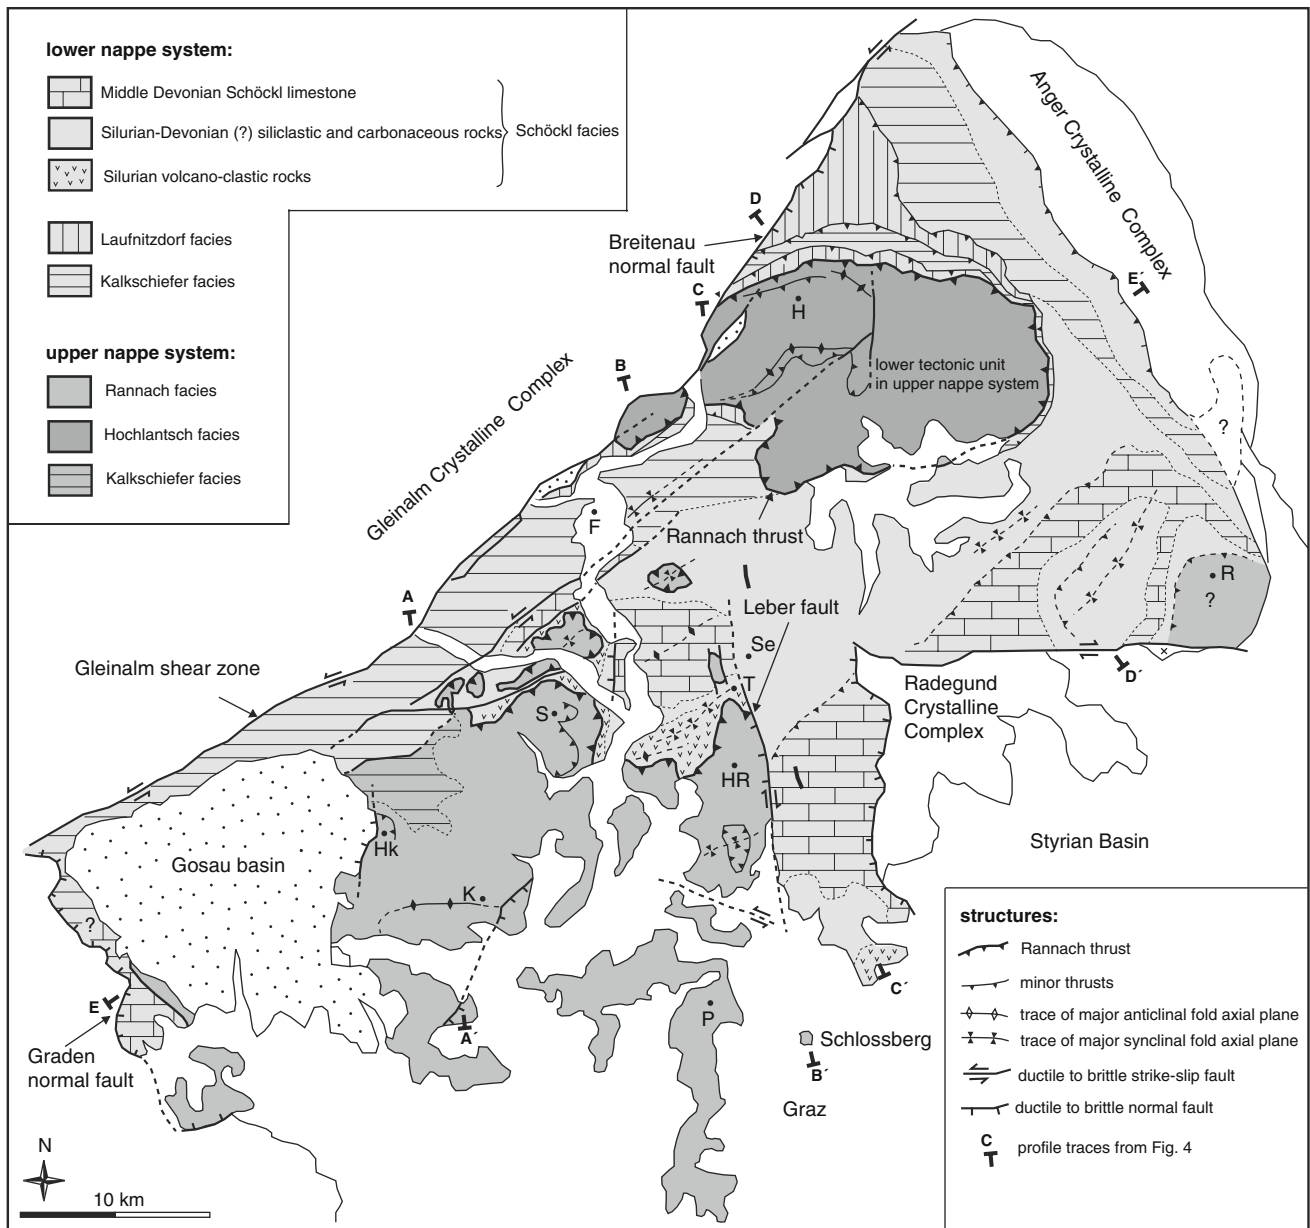 lower nappe system:
Middle Devonian Schöckl limestone
Silurian-Devonian (?) siliclastic and carbonaceous rocks
Schöckl facies
Silurian volcano-clastic rocks
Laufnitzdorf facies
Kalkschiefer facies
upper nappe system:
Rannach facies
Hochlantsch facies
Kalkschiefer facies
Anger Crystalline Complex
D
Breitenau
normal fault
C
E´
H
B
lower tectonic unit
in upper nappe system
Gleinalm Crystalline Complex
?
F
Rannach thrust
R
?
A
Leber fault
Se
Gleinalm shear zone
T
D´
Radegund
Crystalline
Complex
S
HR
Gosau basin
Hk
Styrian Basin
K
?
E
C´
P
A´
Schlossberg
B´
Graz
Graden
normal fault
N
10 km
structures:
Rannach thrust
minor thrusts
trace of major anticlinal fold axial plane
trace of major synclinal fold axial plane
ductile to brittle strike-slip fault
ductile to brittle normal fault
C
profile traces from Fig. 4